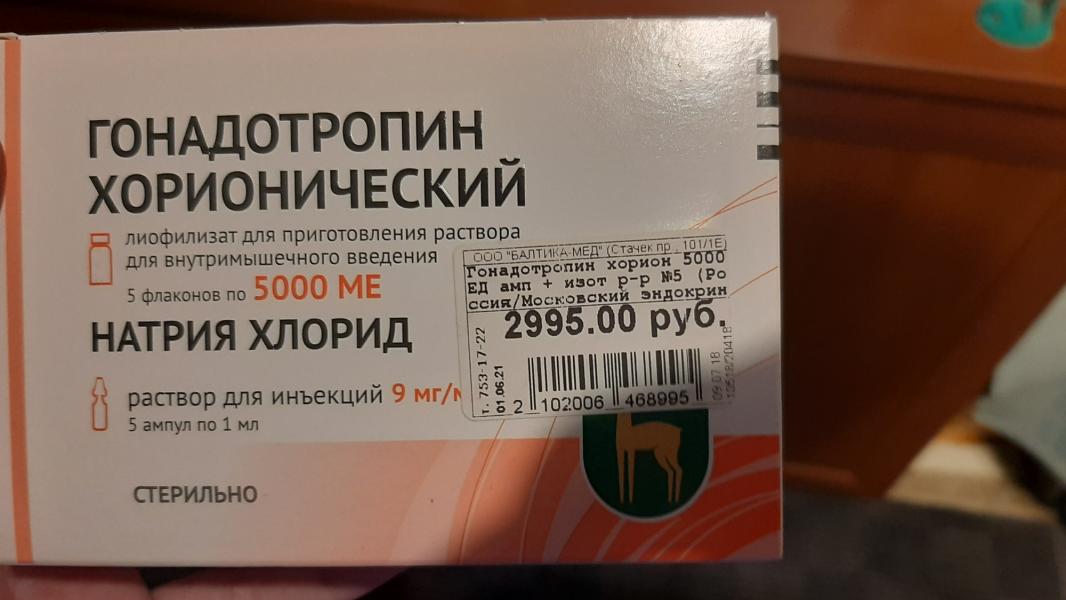 ГОНАДОТРОПИН
ХОРИОНИЧЕСКИЙ
лиофилизат для приготовления раствора
для внутримышечного введения
5 флаконов по 5000 МЕ
НАТРИЯ ХЛОРИД
раствор для инъекций 9 мг/м
5 ампул по 1 мл
СТЕРИЛЬНО
ООО "БАЛТИКА-МЕД" (Стачек пр., 101/1Е)
Гонадотропин хорион 5000
ЕД амп + изот р-р №5 (Ро
ссия/Московский эндокрин
2995.00 руб.
т. 753-17-22
01.06.21
2 102006 468995
09.07.18